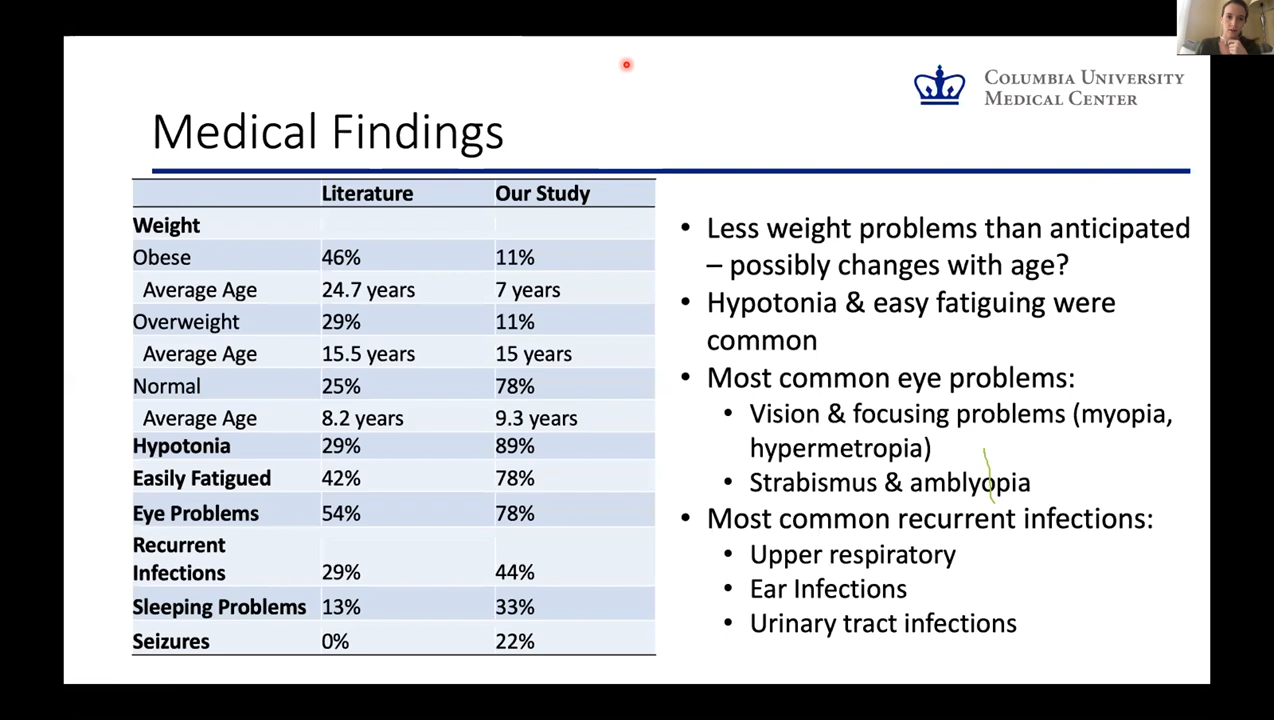 COLUMBIA UNIVERSITY
MEDICAL CENTER
Medical Findings
Literature Our Study
Weight
Obese 46% 11%
Average Age 24.7 years 7 years
Overweight 29% 11%
Average Age 15.5 years 15 years
Normal 25% 78%
Average Age 8.2 years 9.3 years
Hypotonia 29% 89%
Easily Fatigued 42% 78%
Eye Problems 54% 78%
Recurrent
Infections 29% 44%
Sleeping Problems 13% 33%
Seizures 0% 22%
• Less weight problems than anticipated
– possibly changes with age?
• Hypotonia & easy fatiguing were
common
• Most common eye problems:
• Vision & focusing problems (myopia,
hypermetropia)
• Strabismus & amblyopia
• Most common recurrent infections:
• Upper respiratory
• Ear Infections
• Urinary tract infections